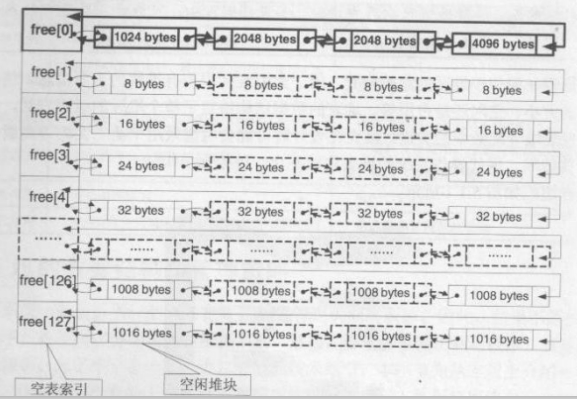 free[0] 1024 bytes 2048 bytes 2048 bytes 4096 bytes
free[1] 8 bytes 8 bytes 8 bytes 8 bytes
free[2] 16 bytes 16 bytes 16 bytes 16 bytes
free[3] 24 bytes 24 bytes 24 bytes 24 bytes
free[4] 32 bytes 32 bytes 32 bytes 32 bytes
…… …… …… …… ……
free[126] 1008 bytes 1008 bytes 1008 bytes 1008 bytes
free[127] 1016 bytes 1016 bytes 1016 bytes 1016 bytes
空表索引 空闲堆块